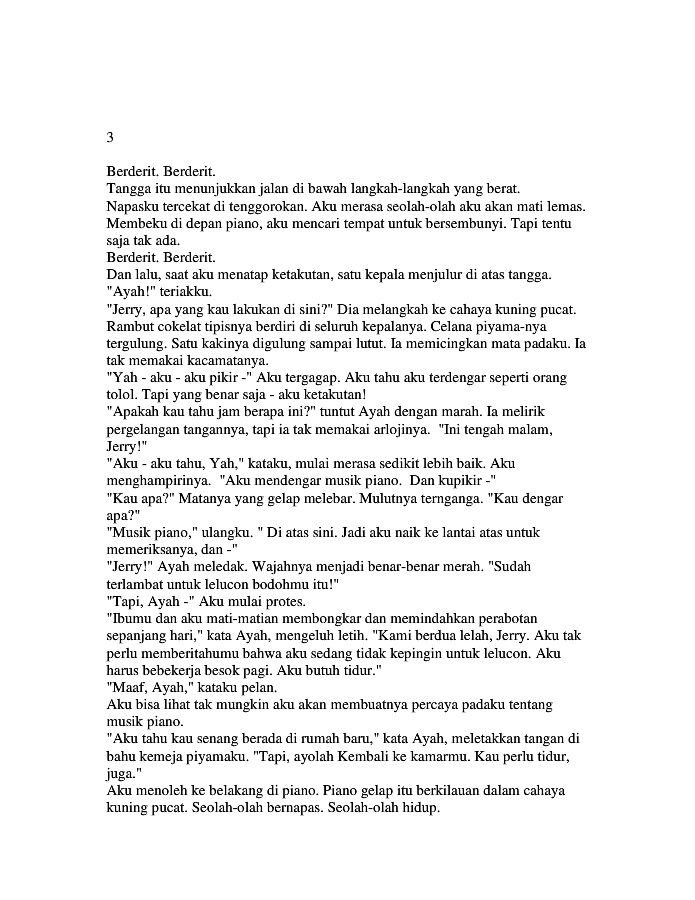 3
Berderit. Berderit.
Tangga itu menunjukkan jalan di bawah langkah-langkah yang berat.
Napasku tercekat di tenggorokan. Aku merasa seolah-olah aku akan mati lemas.
Membeku di depan piano, aku mencari tempat untuk bersembunyi. Tapi tentu
saja tak ada.
Berderit. Berderit.
Dan lalu, saat aku menatap ketakutan, satu kepala menjulur di atas tangga.
"Ayah!" teriakku.
"Jerry, apa yang kau lakukan di sini?" Dia melangkah ke cahaya kuning pucat.
Rambut cokelat tipisnya berdiri di seluruh kepalanya. Celana piyama-nya
tergulung. Satu kakinya digulung sampai lutut. Ia memicingkan mata padaku. Ia
tak memakai kacamatanya.
"Yah - aku - aku pikir -" Aku tergagap. Aku tahu aku terdengar seperti orang
tolol. Tapi yang benar saja - aku ketakutan!
"Apakah kau tahu jam berapa ini?" tuntut Ayah dengan marah. Ia melirik
pergelangan tangannya, tapi ia tak memakai arlojinya.  "Ini tengah malam,
Jerry!"
"Aku - aku tahu, Yah," kataku, mulai merasa sedikit lebih baik. Aku
menghampirinya.  "Aku mendengar musik piano.  Dan kupikir -"
"Kau apa?" Matanya yang gelap melebar. Mulutnya ternganga. "Kau dengar
apa?"
"Musik piano," ulangku. " Di atas sini. Jadi aku naik ke lantai atas untuk
memeriksanya, dan -"
"Jerry!" Ayah meledak. Wajahnya menjadi benar-benar merah. "Sudah
terlambat untuk lelucon bodohmu itu!"
"Tapi, Ayah -" Aku mulai protes.
"Ibumu dan aku mati-matian membongkar dan memindahkan perabotan
sepanjang hari," kata Ayah, mengeluh letih. "Kami berdua lelah, Jerry. Aku tak
perlu memberitahumu bahwa aku sedang tidak kepingin untuk lelucon. Aku
harus bebekerja besok pagi. Aku butuh tidur."
"Maaf, Ayah," kataku pelan.
Aku bisa lihat tak mungkin aku akan membuatnya percaya padaku tentang
musik piano.
"Aku tahu kau senang berada di rumah baru," kata Ayah, meletakkan tangan di
bahu kemeja piyamaku. "Tapi, ayolah Kembali ke kamarmu. Kau perlu tidur,
juga."
Aku menoleh ke belakang di piano. Piano gelap itu berkilauan dalam cahaya
kuning pucat. Seolah-olah bernapas. Seolah-olah hidup.